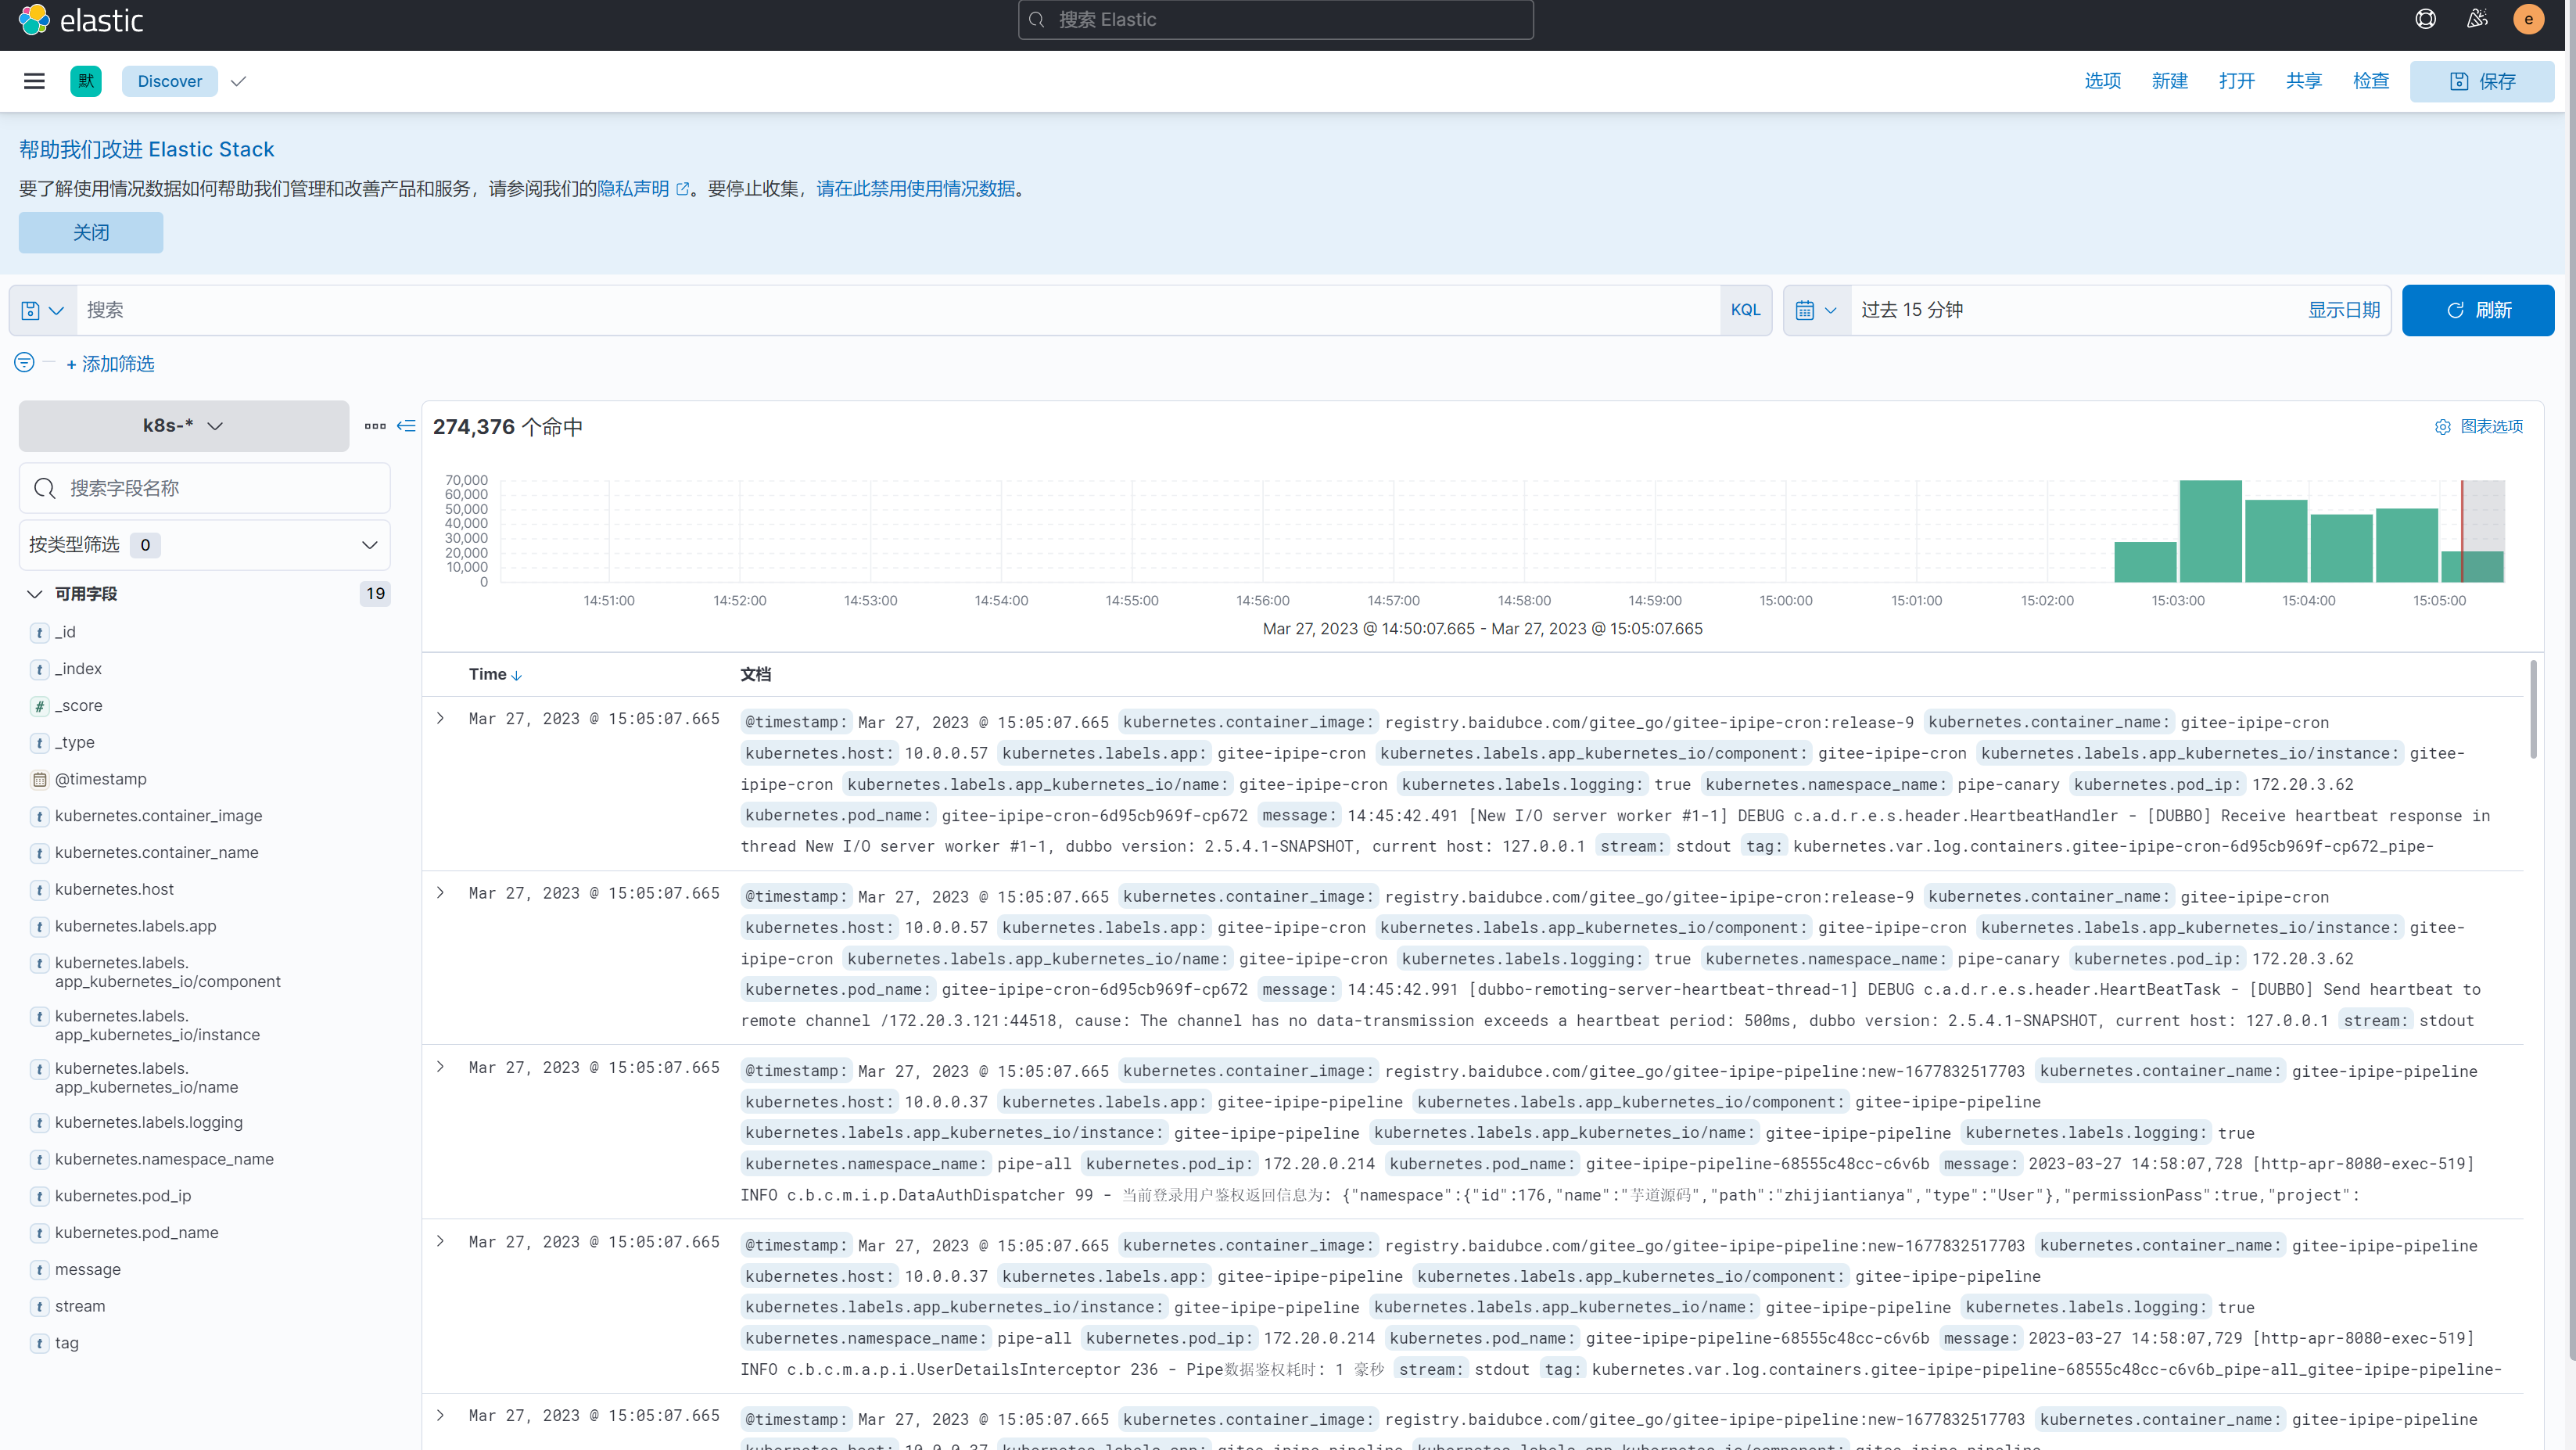 elastic
搜索 Elastic
e
默
Discover
选项 新建 打开 共享 检查 保存
帮助我们改进 Elastic Stack
要了解使用情况数据如何帮助我们管理和改善产品和服务，请参阅我们的隐私声明。要停止收集，请在此禁用使用情况数据。
关闭
搜索
KQL
过去 15 分钟
显示日期
刷新
+ 添加筛选
k8s-*
搜索字段名称
按类型筛选 0
可用字段 19
t _id
t _index
# _score
t _type
@timestamp
t kubernetes.container_image
t kubernetes.container_name
t kubernetes.host
t kubernetes.labels.app
t kubernetes.labels.
app_kubernetes_io/component
t kubernetes.labels.
app_kubernetes_io/instance
t kubernetes.labels.
app_kubernetes_io/name
t kubernetes.labels.logging
t kubernetes.namespace_name
t kubernetes.pod_ip
t kubernetes.pod_name
t message
t stream
t tag
274,376 个命中
图表选项
70,000
60,000
50,000
40,000
30,000
20,000
10,000
0
14:51:00 14:52:00 14:53:00 14:54:00 14:55:00 14:56:00 14:57:00 14:58:00 14:59:00 15:00:00 15:01:00 15:02:00 15:03:00 15:04:00 15:05:00
Mar 27, 2023 @ 14:50:07.665 - Mar 27, 2023 @ 15:05:07.665
Time 文档
Mar 27, 2023 @ 15:05:07.665
@timestamp: Mar 27, 2023 @ 15:05:07.665 kubernetes.container_image: registry.baidubce.com/gitee_go/gitee-ipipe-cron:release-9 kubernetes.container_name: gitee-ipipe-cron
kubernetes.host: 10.0.0.57 kubernetes.labels.app: gitee-ipipe-cron kubernetes.labels.app_kubernetes_io/component: gitee-ipipe-cron kubernetes.labels.app_kubernetes_io/instance: gitee-
ipipe-cron kubernetes.labels.app_kubernetes_io/name: gitee-ipipe-cron kubernetes.labels.logging: true kubernetes.namespace_name: pipe-canary kubernetes.pod_ip: 172.20.3.62
kubernetes.pod_name: gitee-ipipe-cron-6d95cb969f-cp672 message: 14:45:42.491 [New I/O server worker #1-1] DEBUG c.a.d.r.e.s.header.HeartbeatHandler - [DUBBO] Receive heartbeat response in
thread New I/O server worker #1-1, dubbo version: 2.5.4.1-SNAPSHOT, current host: 127.0.0.1 stream: stdout tag: kubernetes.var.log.containers.gitee-ipipe-cron-6d95cb969f-cp672_pipe-
Mar 27, 2023 @ 15:05:07.665
@timestamp: Mar 27, 2023 @ 15:05:07.665 kubernetes.container_image: registry.baidubce.com/gitee_go/gitee-ipipe-cron:release-9 kubernetes.container_name: gitee-ipipe-cron
kubernetes.host: 10.0.0.57 kubernetes.labels.app: gitee-ipipe-cron kubernetes.labels.app_kubernetes_io/component: gitee-ipipe-cron kubernetes.labels.app_kubernetes_io/instance: gitee-
ipipe-cron kubernetes.labels.app_kubernetes_io/name: gitee-ipipe-cron kubernetes.labels.logging: true kubernetes.namespace_name: pipe-canary kubernetes.pod_ip: 172.20.3.62
kubernetes.pod_name: gitee-ipipe-cron-6d95cb969f-cp672 message: 14:45:42.991 [dubbo-remoting-server-heartbeat-thread-1] DEBUG c.a.d.r.e.s.header.HeartBeatTask - [DUBBO] Send heartbeat to
remote channel /172.20.3.121:44518, cause: The channel has no data-transmission exceeds a heartbeat period: 500ms, dubbo version: 2.5.4.1-SNAPSHOT, current host: 127.0.0.1 stream: stdout
Mar 27, 2023 @ 15:05:07.665
@timestamp: Mar 27, 2023 @ 15:05:07.665 kubernetes.container_image: registry.baidubce.com/gitee_go/gitee-ipipe-pipeline:new-1677832517703 kubernetes.container_name: gitee-ipipe-pipeline
kubernetes.host: 10.0.0.37 kubernetes.labels.app: gitee-ipipe-pipeline kubernetes.labels.app_kubernetes_io/component: gitee-ipipe-pipeline
kubernetes.labels.app_kubernetes_io/instance: gitee-ipipe-pipeline kubernetes.labels.app_kubernetes_io/name: gitee-ipipe-pipeline kubernetes.labels.logging: true
kubernetes.namespace_name: pipe-all kubernetes.pod_ip: 172.20.0.214 kubernetes.pod_name: gitee-ipipe-pipeline-68555c48cc-c6v6b message: 2023-03-27 14:58:07,728 [http-apr-8080-exec-519]
INFO c.b.c.m.i.p.DataAuthDispatcher 99 - 当前登录用户鉴权返回信息为: {"namespace":{"id":176,"name":"芋道源码","path":"zhijiantianya","type":"User"},"permissionPass":true,"project":
Mar 27, 2023 @ 15:05:07.665
@timestamp: Mar 27, 2023 @ 15:05:07.665 kubernetes.container_image: registry.baidubce.com/gitee_go/gitee-ipipe-pipeline:new-1677832517703 kubernetes.container_name: gitee-ipipe-pipeline
kubernetes.host: 10.0.0.37 kubernetes.labels.app: gitee-ipipe-pipeline kubernetes.labels.app_kubernetes_io/component: gitee-ipipe-pipeline
kubernetes.labels.app_kubernetes_io/instance: gitee-ipipe-pipeline kubernetes.labels.app_kubernetes_io/name: gitee-ipipe-pipeline kubernetes.labels.logging: true
kubernetes.namespace_name: pipe-all kubernetes.pod_ip: 172.20.0.214 kubernetes.pod_name: gitee-ipipe-pipeline-68555c48cc-c6v6b message: 2023-03-27 14:58:07,729 [http-apr-8080-exec-519]
INFO c.b.c.m.a.p.i.UserDetailsInterceptor 236 - Pipe数据鉴权耗时: 1 豪秒 stream: stdout tag: kubernetes.var.log.containers.gitee-ipipe-pipeline-68555c48cc-c6v6b_pipe-all_gitee-ipipe-pipeline-
Mar 27, 2023 @ 15:05:07.665
@timestamp: Mar 27, 2023 @ 15:05:07.665 kubernetes.container_image: registry.baidubce.com/gitee_go/gitee-ipipe-pipeline:new-1677832517703 kubernetes.container_name: gitee-ipipe-pipeline